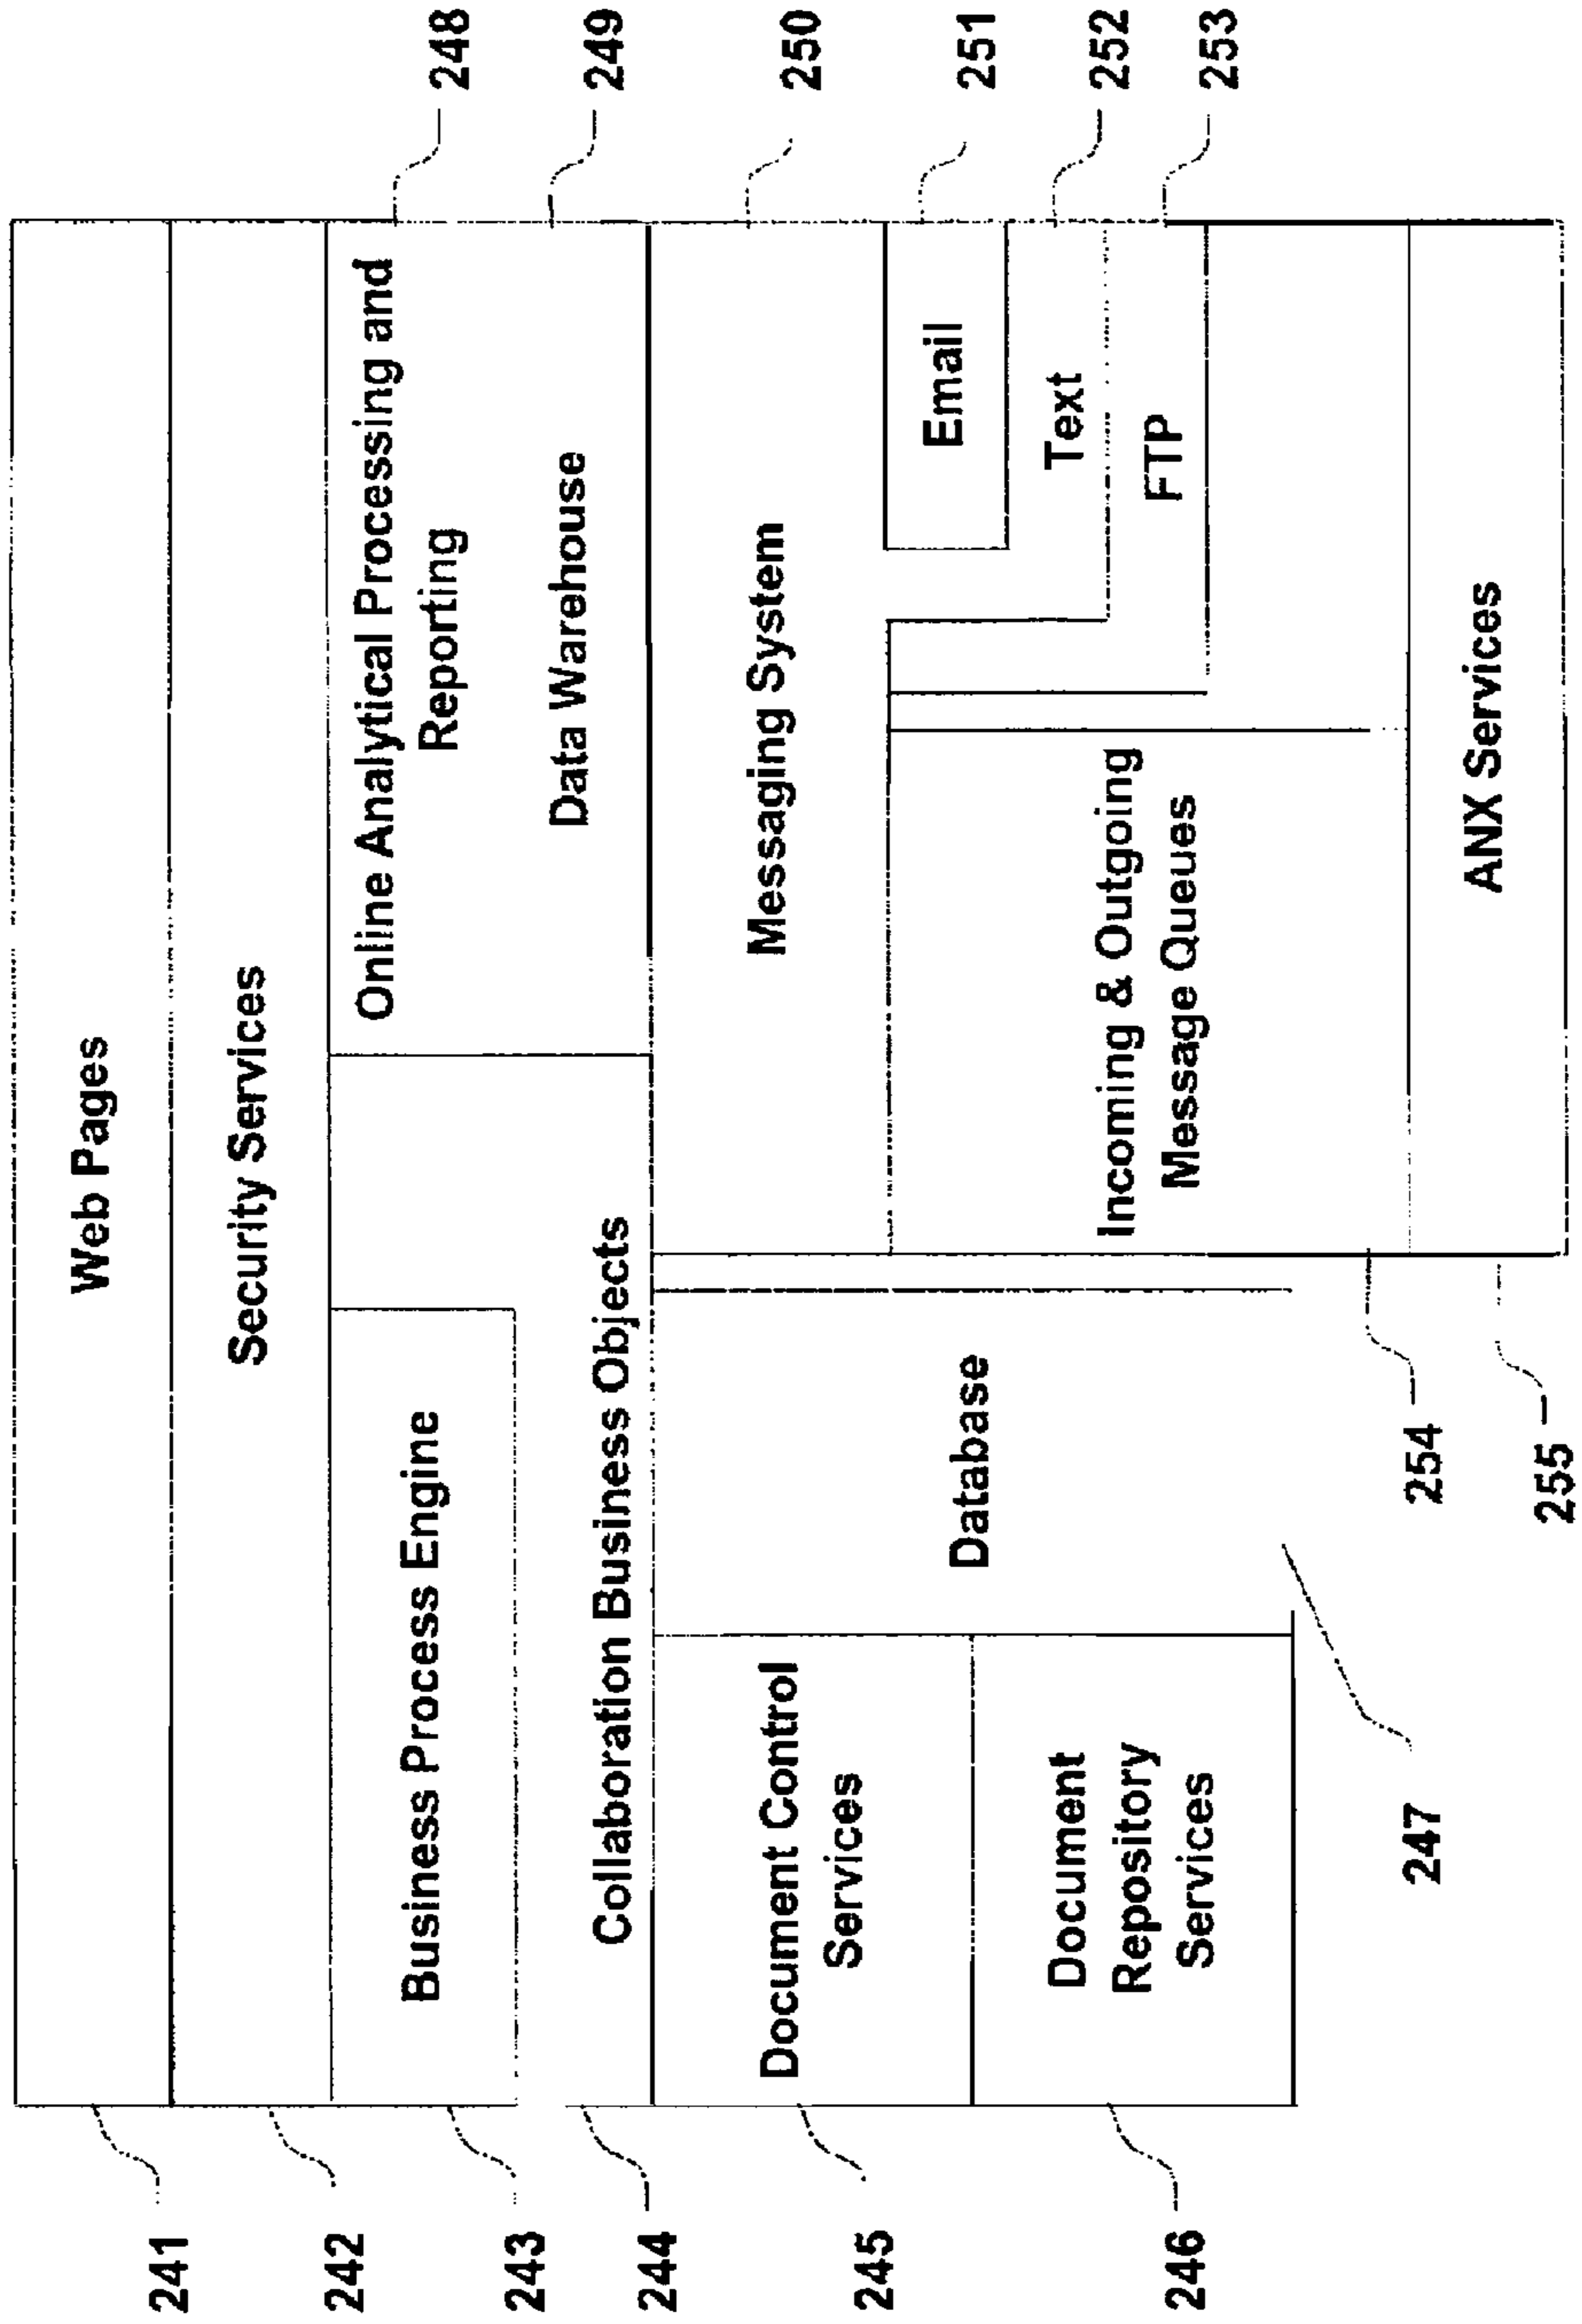 Web Pages
Security Services
Business Process Engine
Collaboration Business Objects
Online Analytical Processing and
Reporting
Data Warehouse
Document Control
Services
Document
Repository
Services
Database
Messaging System
Email
Text
FTP
Incoming & Outgoing
Message Queues
ANX Services
241
242
243
244
245
246
247
248
249
250
251
252
253
254
255